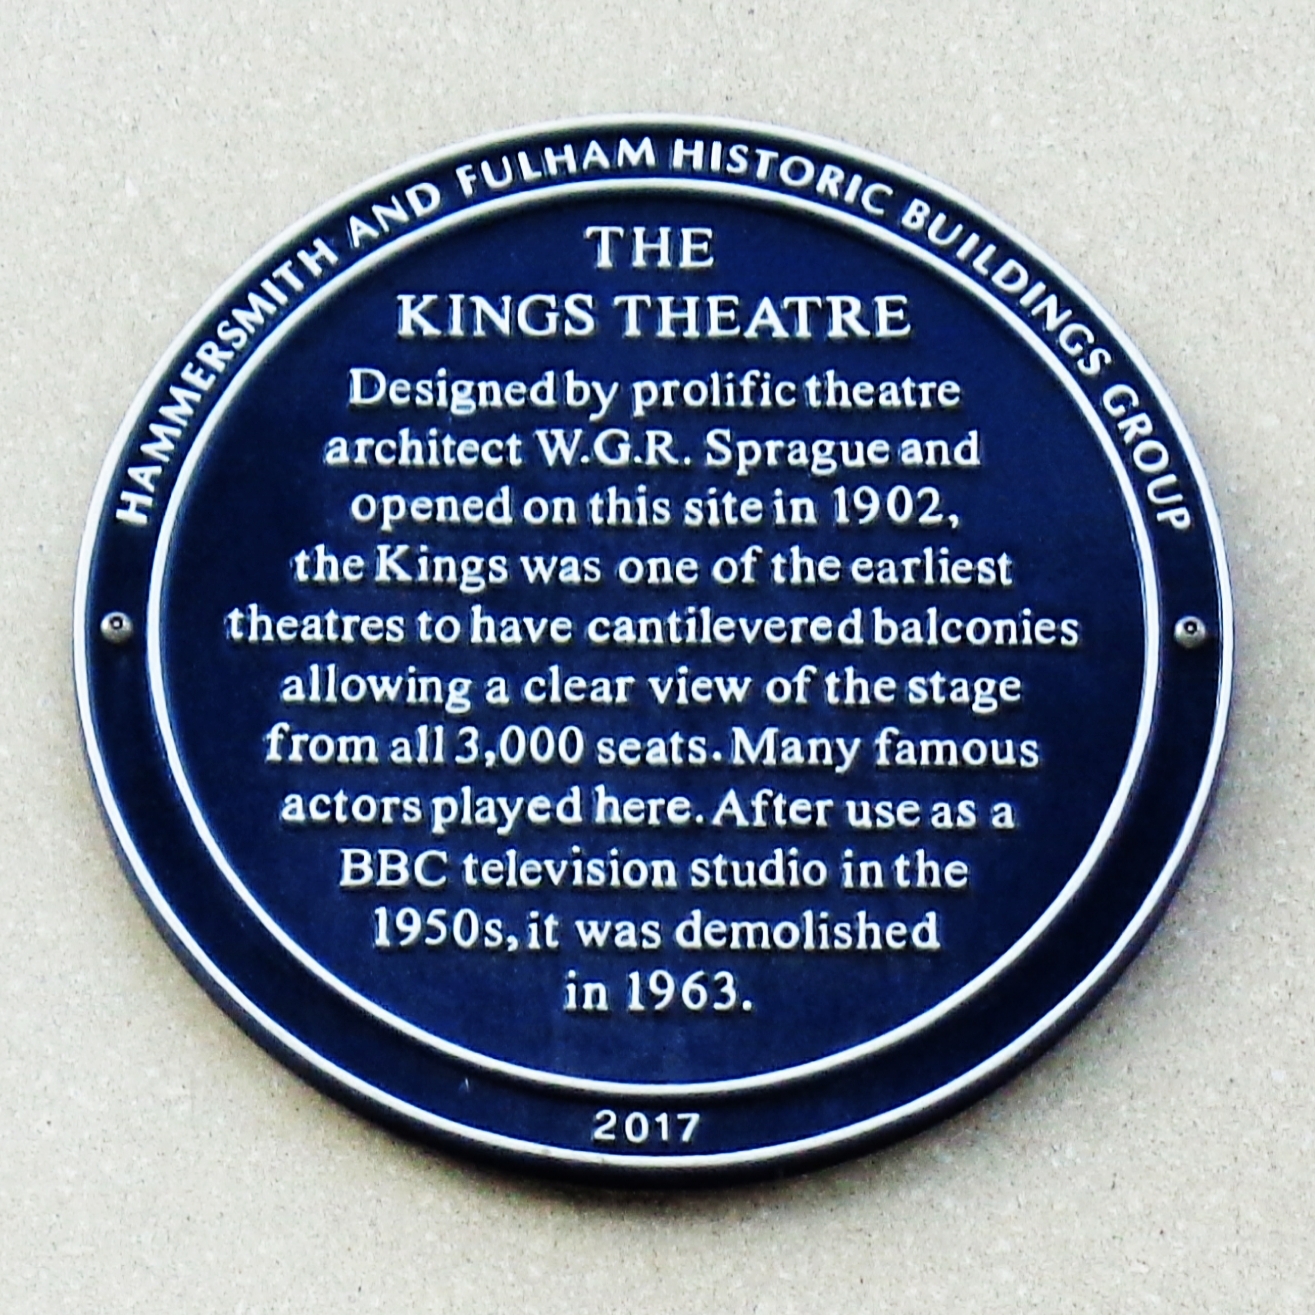 HAMMERSMITH AND FULHAM HISTORIC BUILDINGS GROUP
THE
KINGS THEATRE
Designed by prolific theatre
architect W.G.R. Sprague and
opened on this site in 1902,
the Kings was one of the earliest
theatres to have cantilevered balconies
allowing a clear view of the stage
from all 3,000 seats. Many famous
actors played here. After use as a
BBC television studio in the
1950s, it was demolished
in 1963.
2017